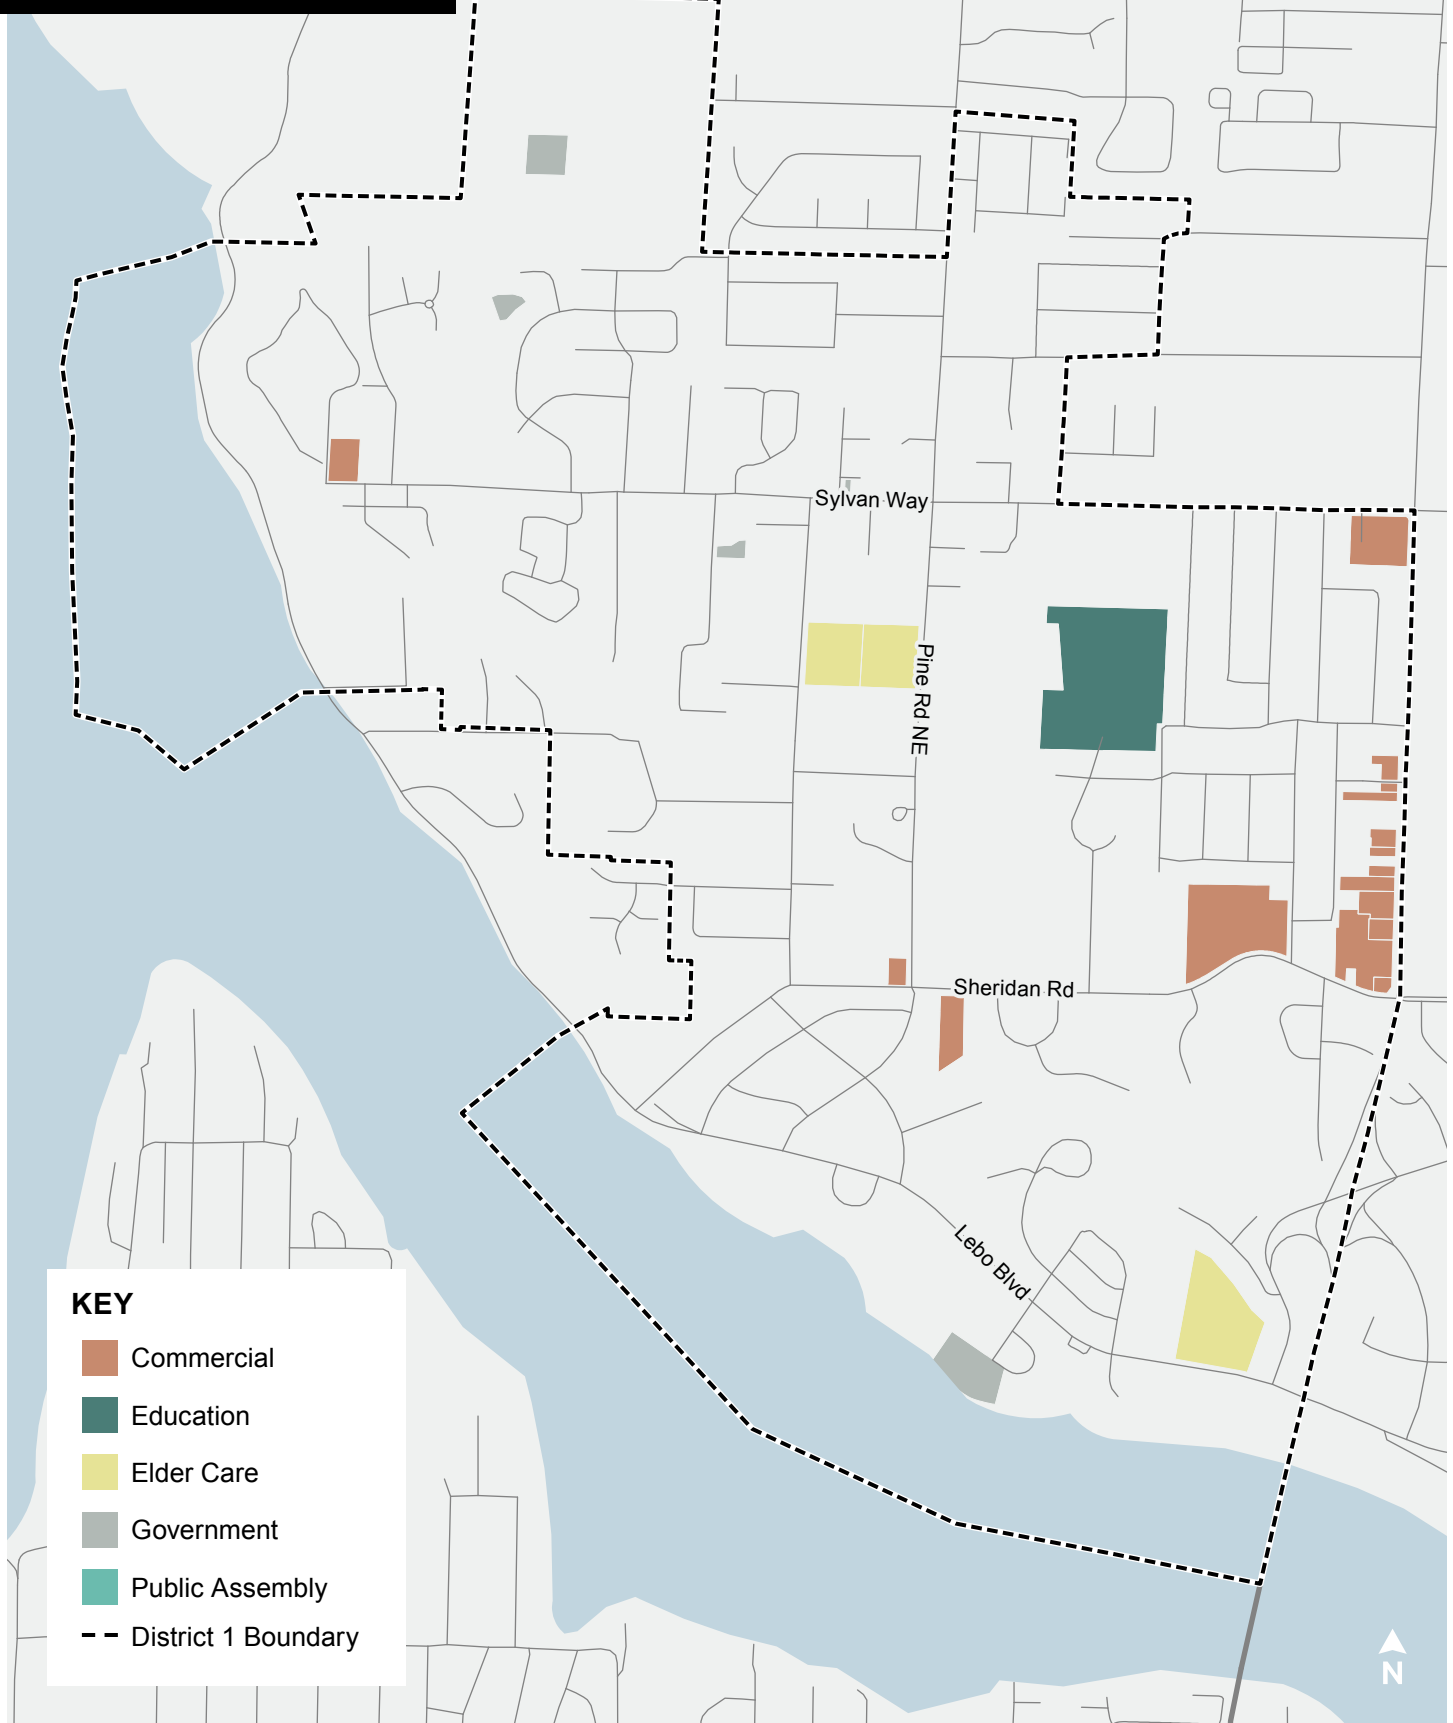 Sylvan Way
Pine Rd NE
Sheridan Rd
Lebo Blvd
KEY
Commercial
Education
Elder Care
Government
Public Assembly
District 1 Boundary
N